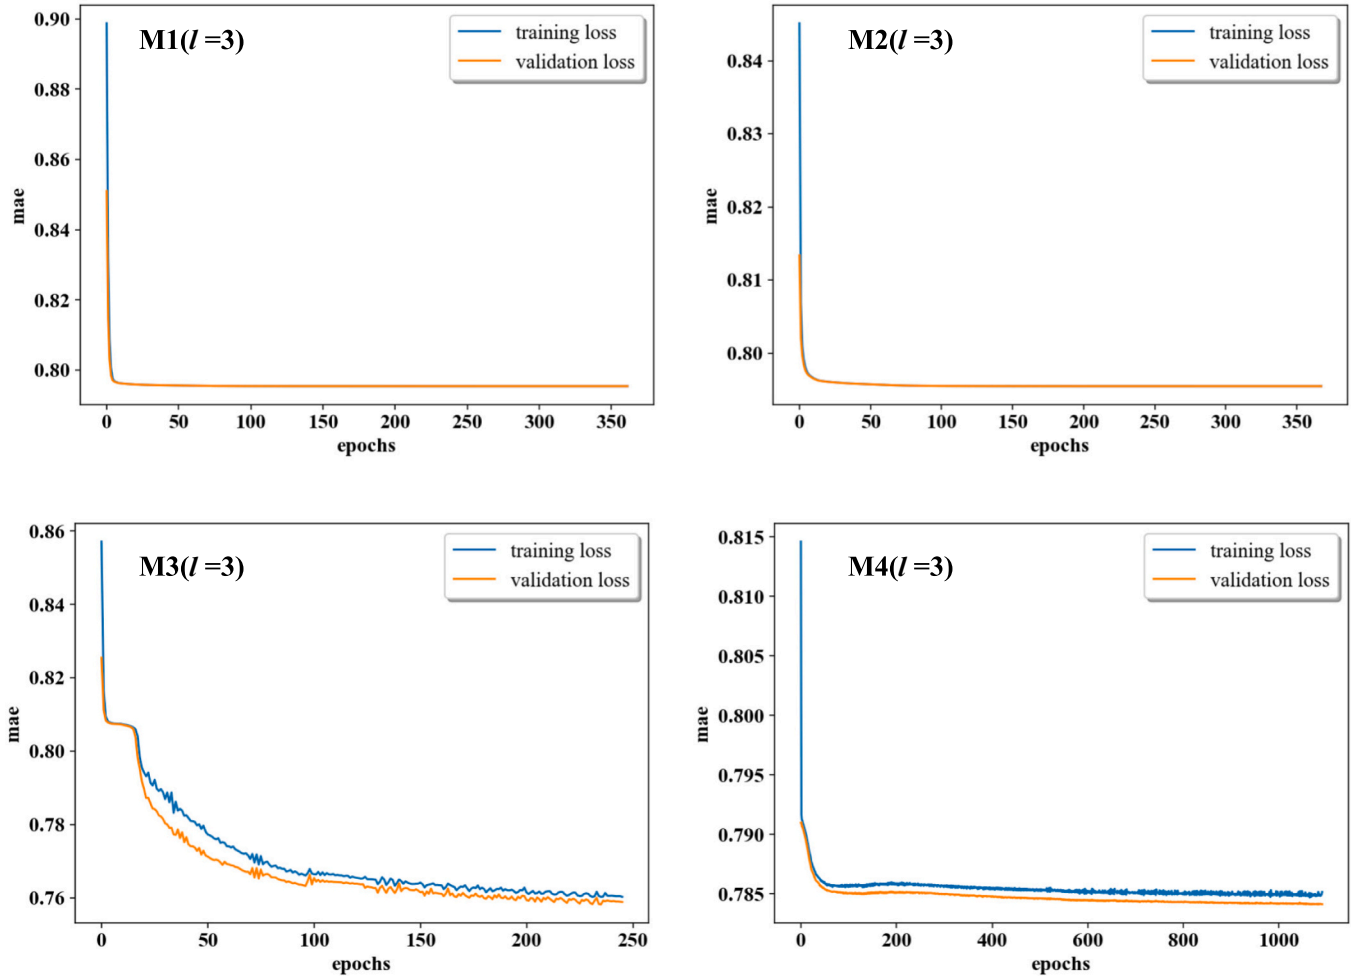 M1(l =3)
training loss
validation loss
0.90
0.88
0.86
0.84
0.82
0.80
mae
0 50 100 150 200 250 300 350
epochs
M2(l =3)
training loss
validation loss
0.84
0.83
0.82
0.81
0.80
mae
0 50 100 150 200 250 300 350
epochs
M3(l =3)
training loss
validation loss
0.86
0.84
0.82
0.80
0.78
0.76
mae
0 50 100 150 200 250
epochs
M4(l =3)
training loss
validation loss
0.815
0.810
0.805
0.800
0.795
0.790
0.785
mae
0 200 400 600 800 1000
epochs